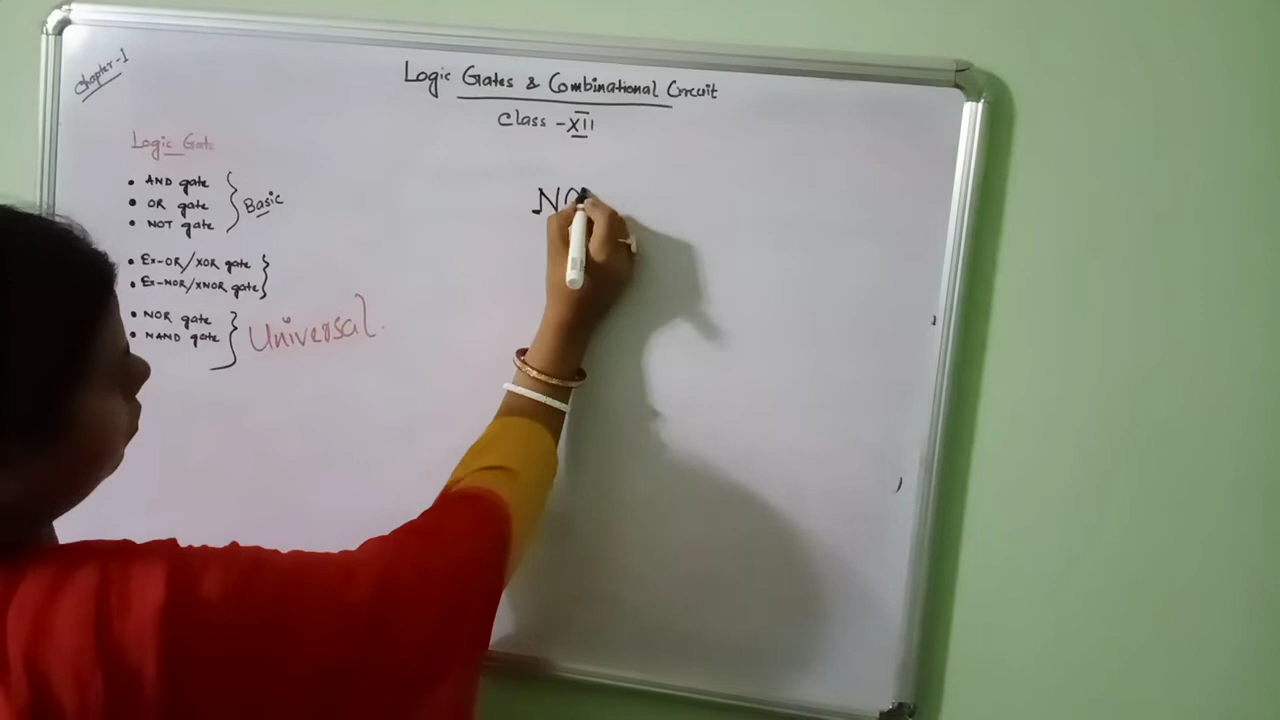 Chapter-1
Logic Gates & Combinational Circuit
Class - XII
Logic Gate
• AND gate
• OR gate
• NOT gate
Basic
• Ex-OR/XOR gate
• Ex-NOR/XNOR gate
• NOR gate
• NAND gate
Universal.
NO